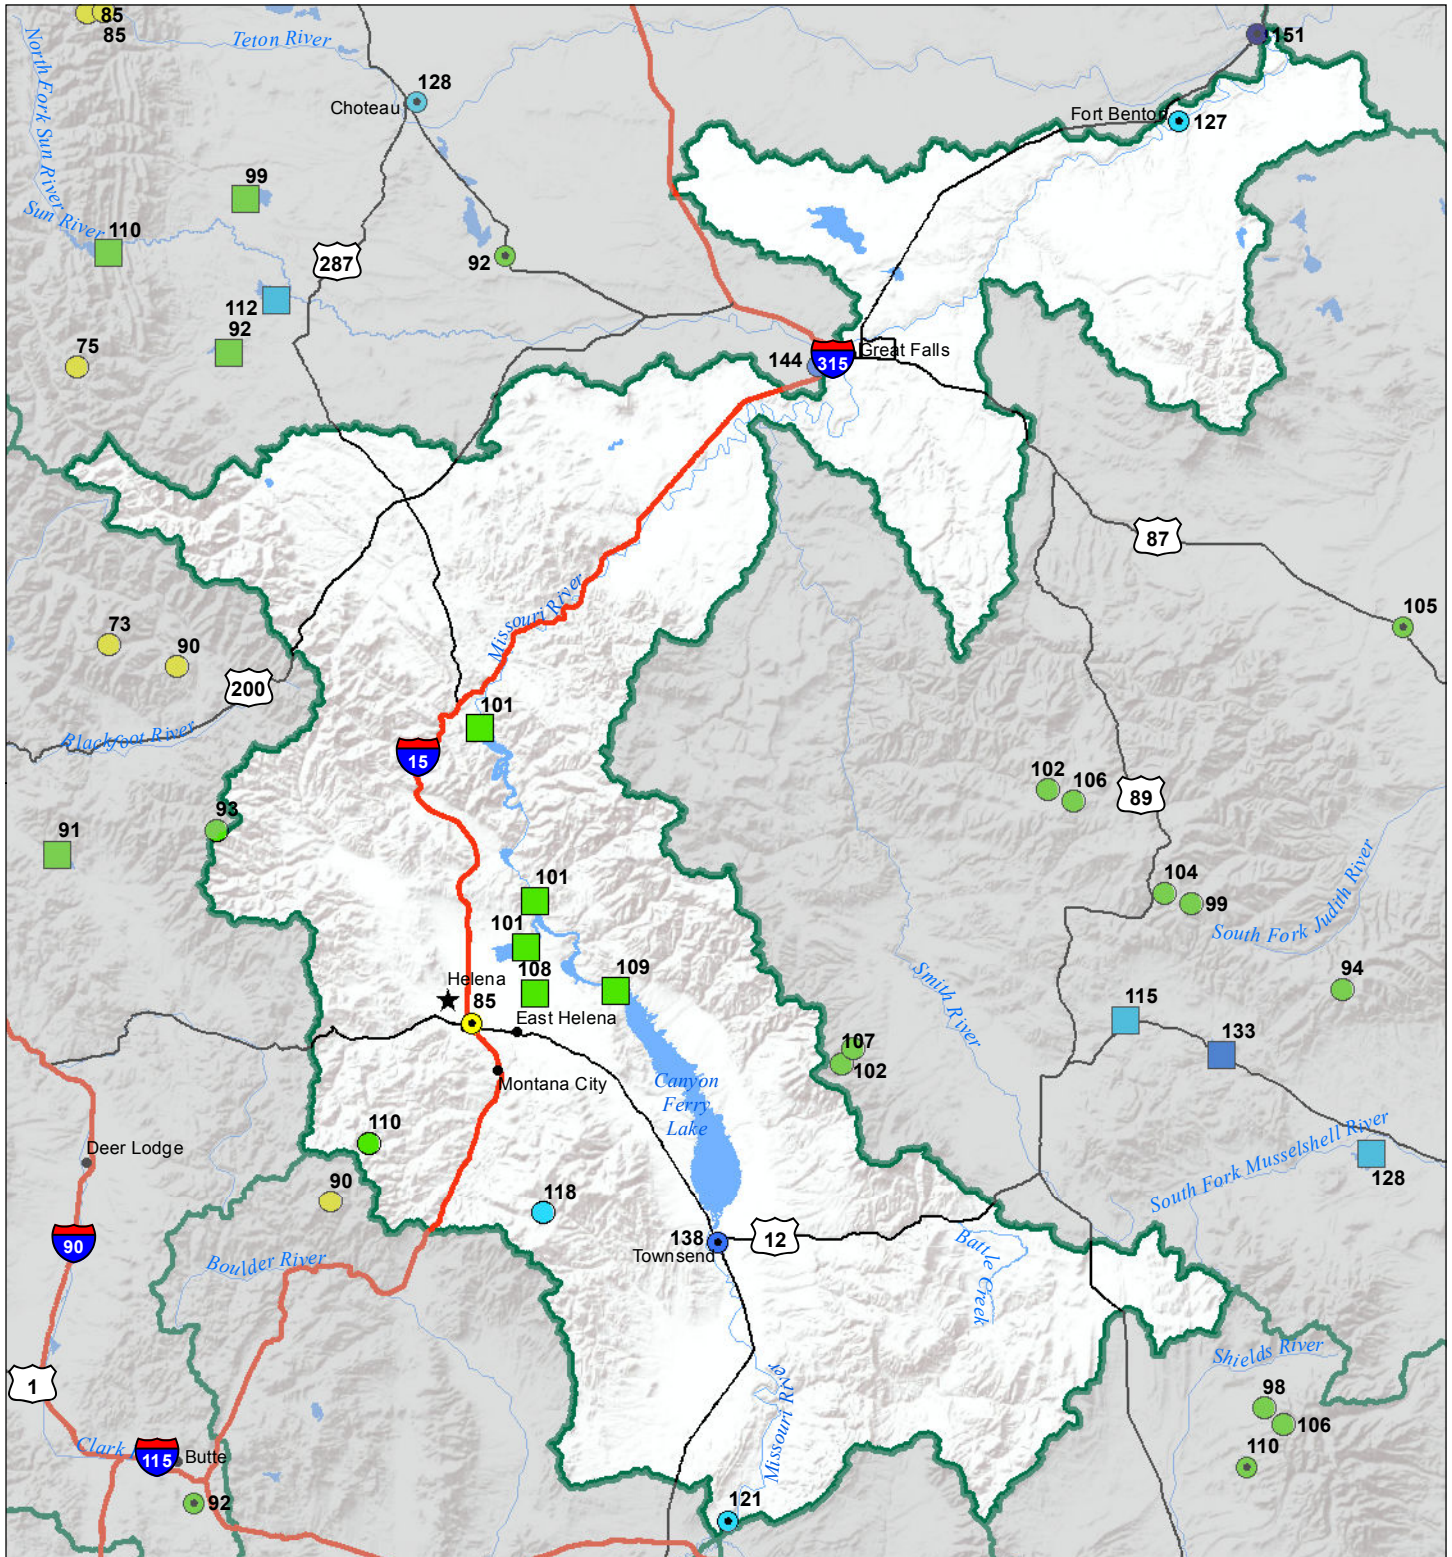 85
85
Teton River
151
North Fork Sun River
128
Choteau
Fort Benton
127
99
Sun River
110
287
92
112
92
75
144
315
Great Falls
87
Missouri River
105
73
90
200
Blackfoot River
101
15
102
106
89
93
91
101
104
99
South Fork Judith River
101
108
109
Helena
85
East Helena
Smith River
94
115
133
107
102
Montana City
Canyon
Ferry
Lake
110
Deer Lodge
South Fork Musselshell River
128
90
118
138
Townsend
12
Battle Creek
90
Boulder River
Shields River
1
Missouri River
98
106
110
Clark
115
Butte
92
121